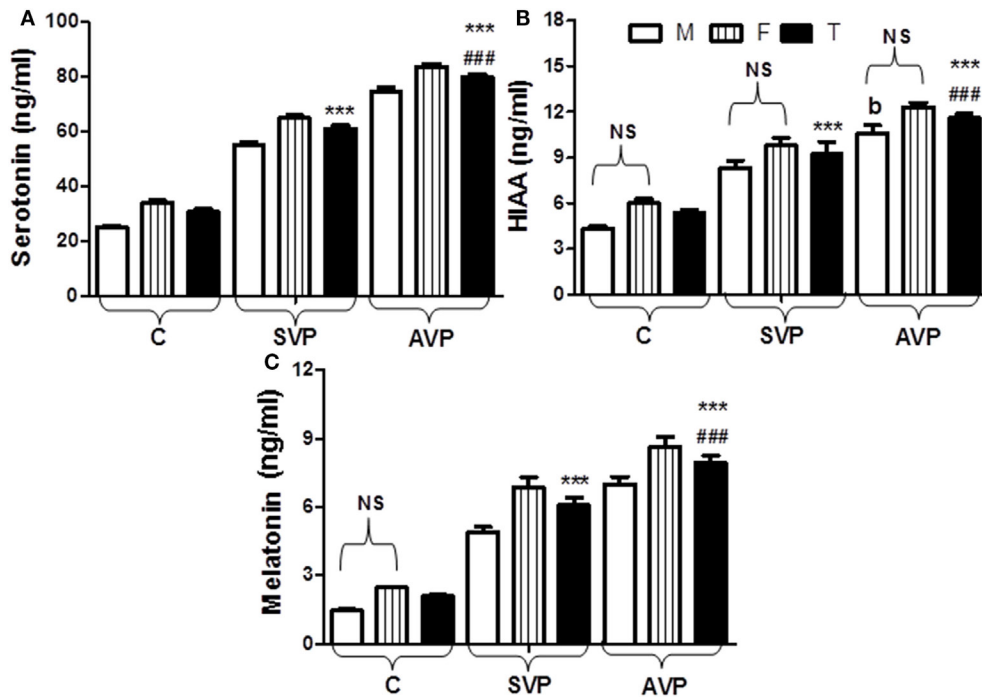 A
Serotonin (ng/ml)
100
80
60
40
20
0
***
***
###
C
SVP
AVP
B
M F T
HIAA (ng/ml)
18
15
12
9
6
3
0
NS
NS
***
NS
b
***
###
C
SVP
AVP
C
Melatonin (ng/ml)
12
9
6
3
0
NS
***
***
###
C
SVP
AVP